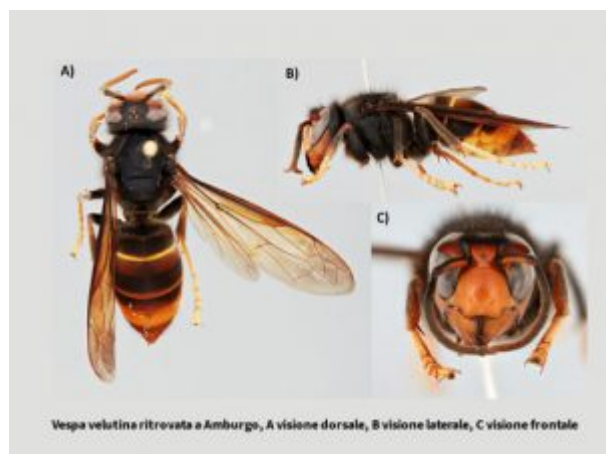 A)
B)
C)
Vespa velutina ritrovata a Amburgo, A visione dorsale, B visione laterale, C visione frontale